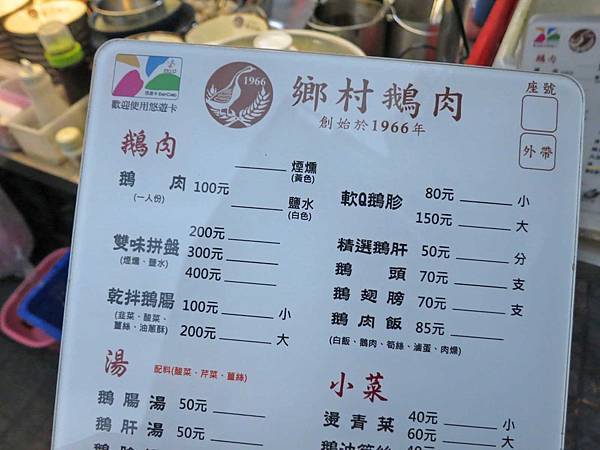 悠遊卡 EASYCARD
歡迎使用悠遊卡
1966
鄉村鵝肉
創始於1966年
座號
外帶
鵝肉
鵝肉 100元 煙燻
(一人份) (黃色)
鹽水
(白色)
雙味拼盤 200元
(煙燻、鹽水) 300元
400元
乾拌鵝腸 100元 小
(韭菜、酸菜、薑絲、油蔥酥) 200元 大
湯 配料(酸菜、芹菜、薑絲)
鵝腸湯 50元
鵝肝湯 50元
軟Q鵝胗 80元 小
150元 大
精選鵝肝 50元 分
鵝頭 70元 支
鵝翅膀 70元 支
鵝肉飯 85元
(白飯、鵝肉、筍絲、滷蛋、肉燥)
小菜
燙青菜 40元 小
60元 大